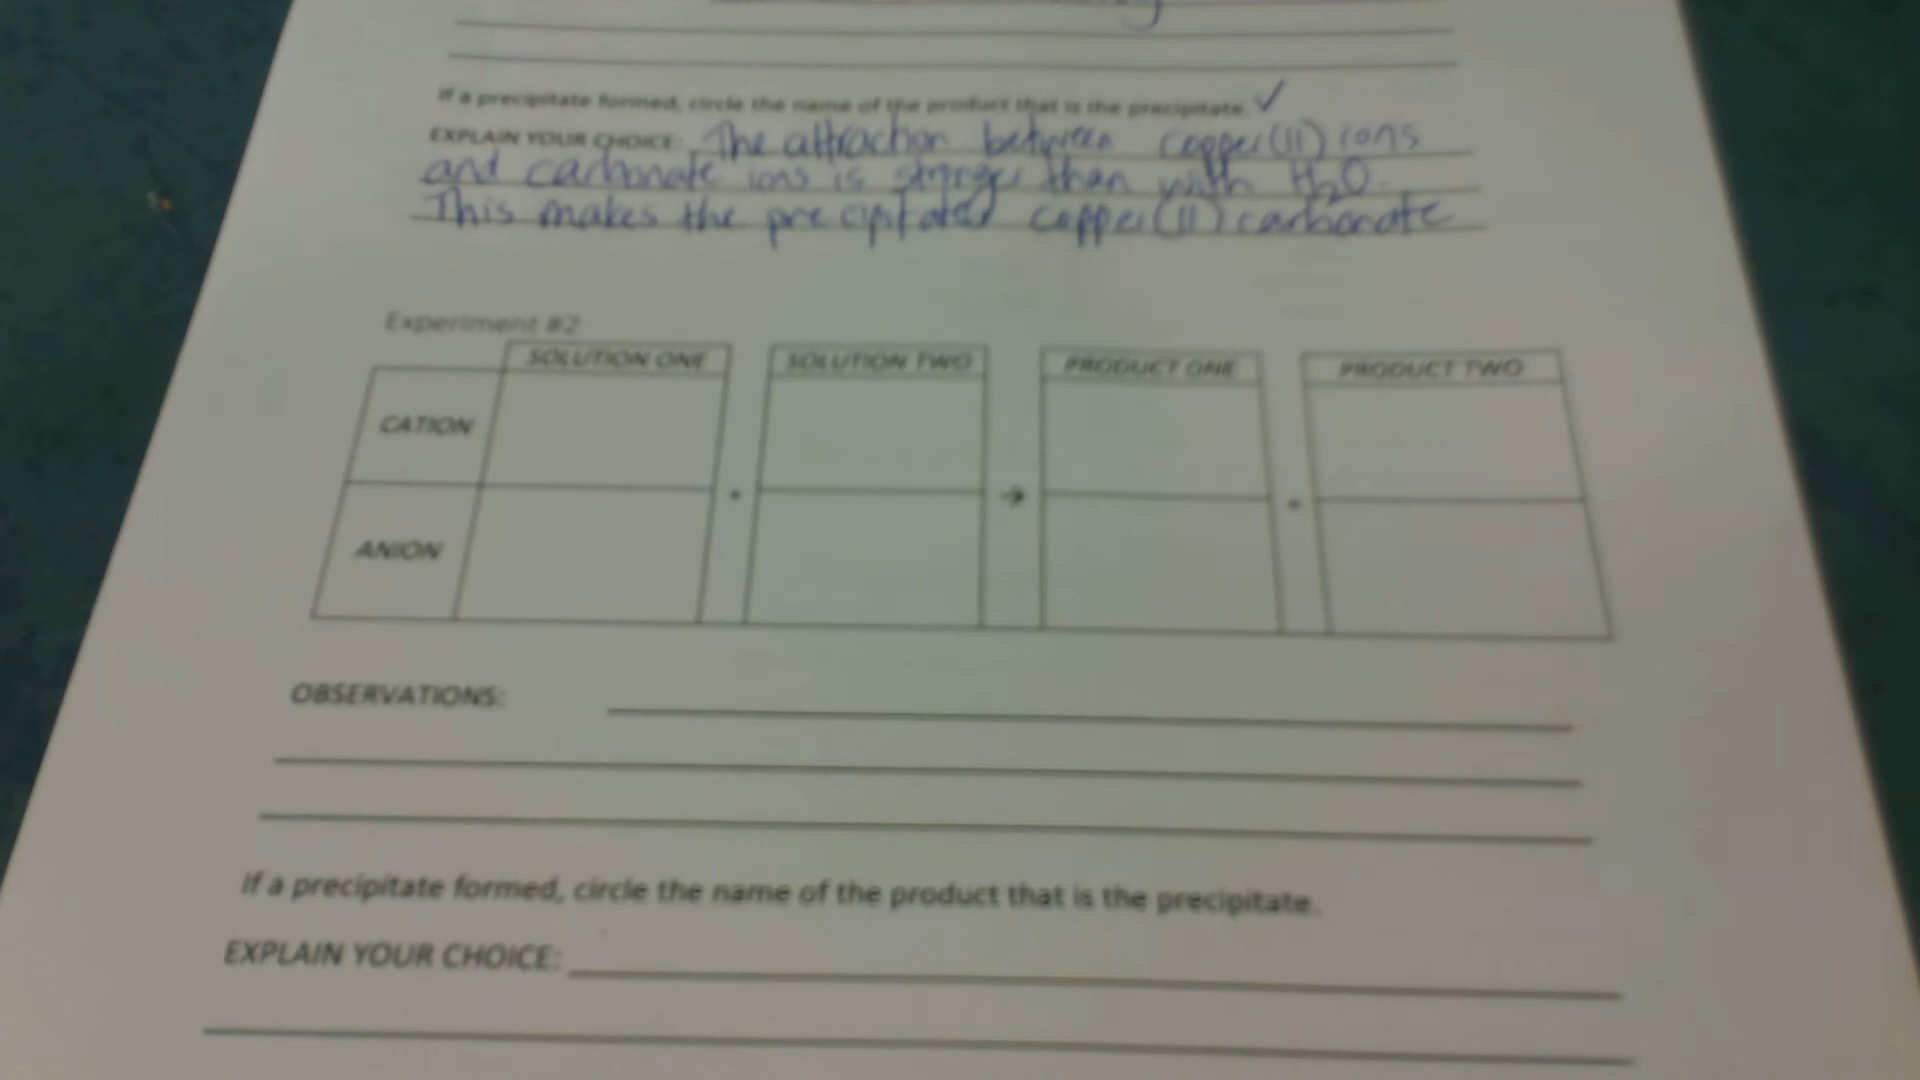 If a precipitate formed, circle the name of the product that is the precipitate. ✓
EXPLAIN YOUR CHOICE: The attraction between copper(II) ions
and carbonate ions is stronger than with H₂O.
This makes the precipitated copper(II) carbonate
Experiment #2
SOLUTION ONE SOLUTION TWO PRODUCT ONE PRODUCT TWO
CATION
+ → +
ANION
OBSERVATIONS:
If a precipitate formed, circle the name of the product that is the precipitate.
EXPLAIN YOUR CHOICE: